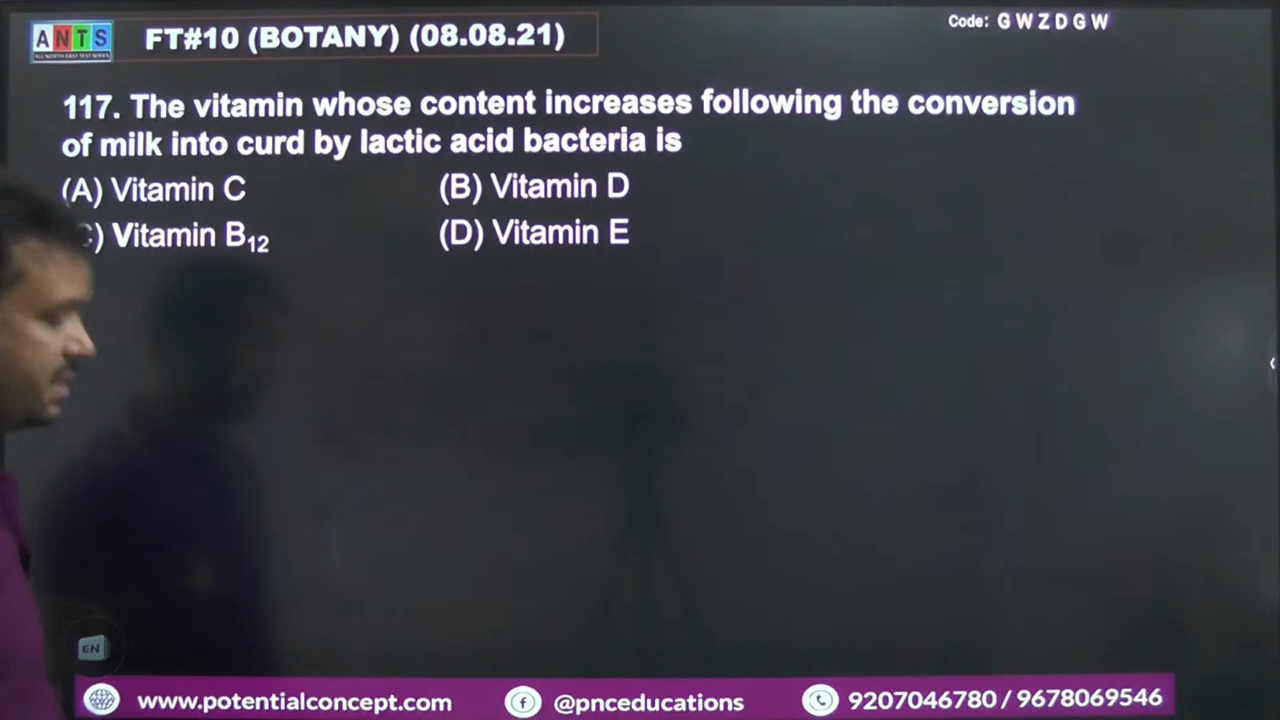 ANTS
ALL NORTH-EAST TEST SERIES
FT#10 (BOTANY) (08.08.21)
Code: G W Z D G W
117. The vitamin whose content increases following the conversion
of milk into curd by lactic acid bacteria is
(A) Vitamin C (B) Vitamin D
C) Vitamin B12 (D) Vitamin E
EN
www.potentialconcept.com @pnceducations 9207046780 / 9678069546